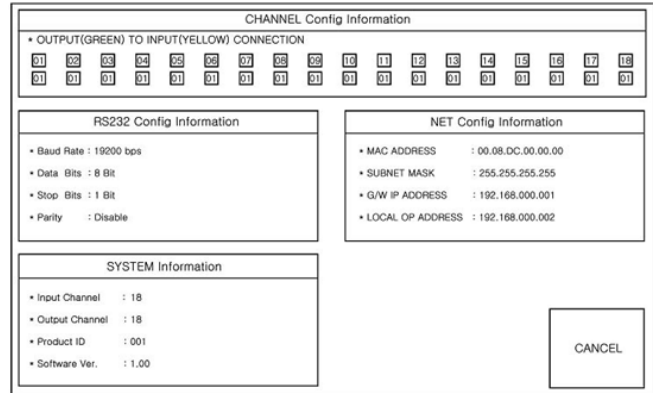 CHANNEL Config Information
* OUTPUT(GREEN) TO INPUT(YELLOW) CONNECTION
01 02 03 04 05 06 07 08 09 10 11 12 13 14 15 16 17 18
01 01 01 01 01 01 01 01 01 01 01 01 01 01 01 01 01 01
RS232 Config Information
* Baud Rate : 19200 bps
* Data Bits : 8 Bit
* Stop Bits : 1 Bit
* Parity : Disable
NET Config Information
* MAC ADDRESS : 00.08.DC.00.00.00
* SUBNET MASK : 255.255.255.255
* G/W IP ADDRESS : 192.168.000.001
* LOCAL OP ADDRESS : 192.168.000.002
SYSTEM Information
* Input Channel : 18
* Output Channel : 18
* Product ID : 001
* Software Ver. : 1.00
CANCEL